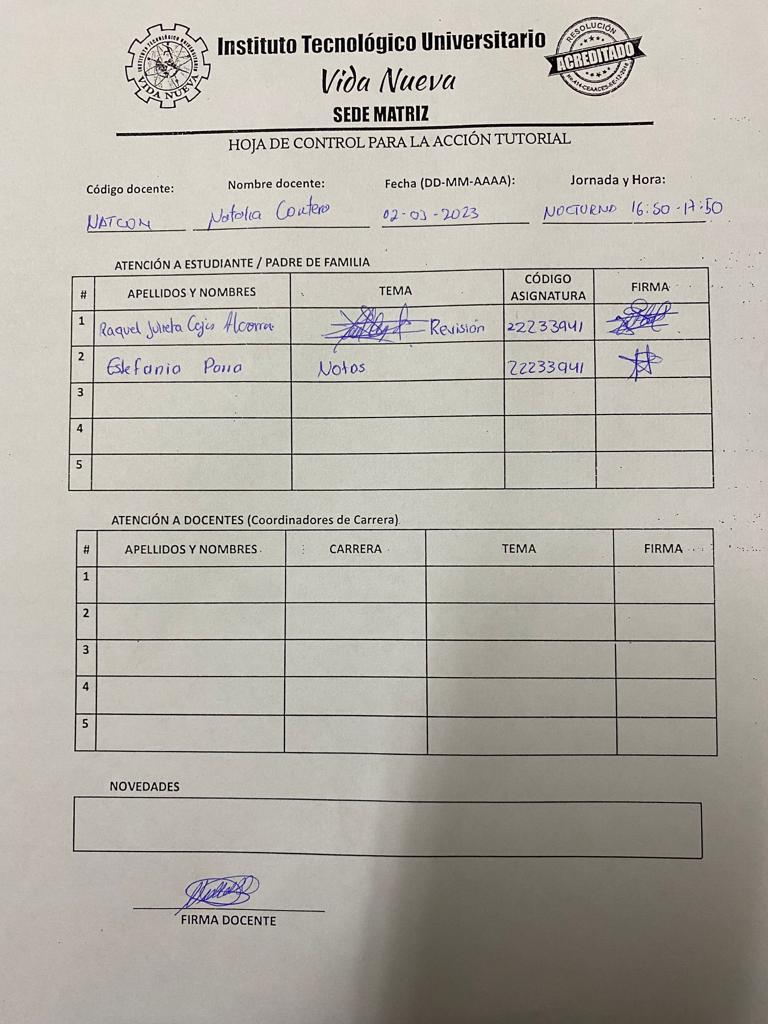 INSTITUTO TECNOLÓGICO UNIVERSITARIO
VIDA NUEVA
Instituto Tecnológico Universitario
Vida Nueva
SEDE MATRIZ
RESOLUCIÓN
ACREDITADO
HOJA DE CONTROL PARA LA ACCIÓN TUTORIAL
Código docente: Nombre docente: Fecha (DD-MM-AAAA): Jornada y Hora:
NATCON Natalia Contero 02-03-2023 NOCTURNO 16:50-17:50
ATENCIÓN A ESTUDIANTE / PADRE DE FAMILIA
# APELLIDOS Y NOMBRES TEMA CÓDIGO ASIGNATURA FIRMA
1 Raquel Julieta Revisión 22233941
2 Estefania Notas 22233941
3
4
5
ATENCIÓN A DOCENTES (Coordinadores de Carrera)
# APELLIDOS Y NOMBRES CARRERA TEMA FIRMA
1
2
3
4
5
NOVEDADES
FIRMA DOCENTE